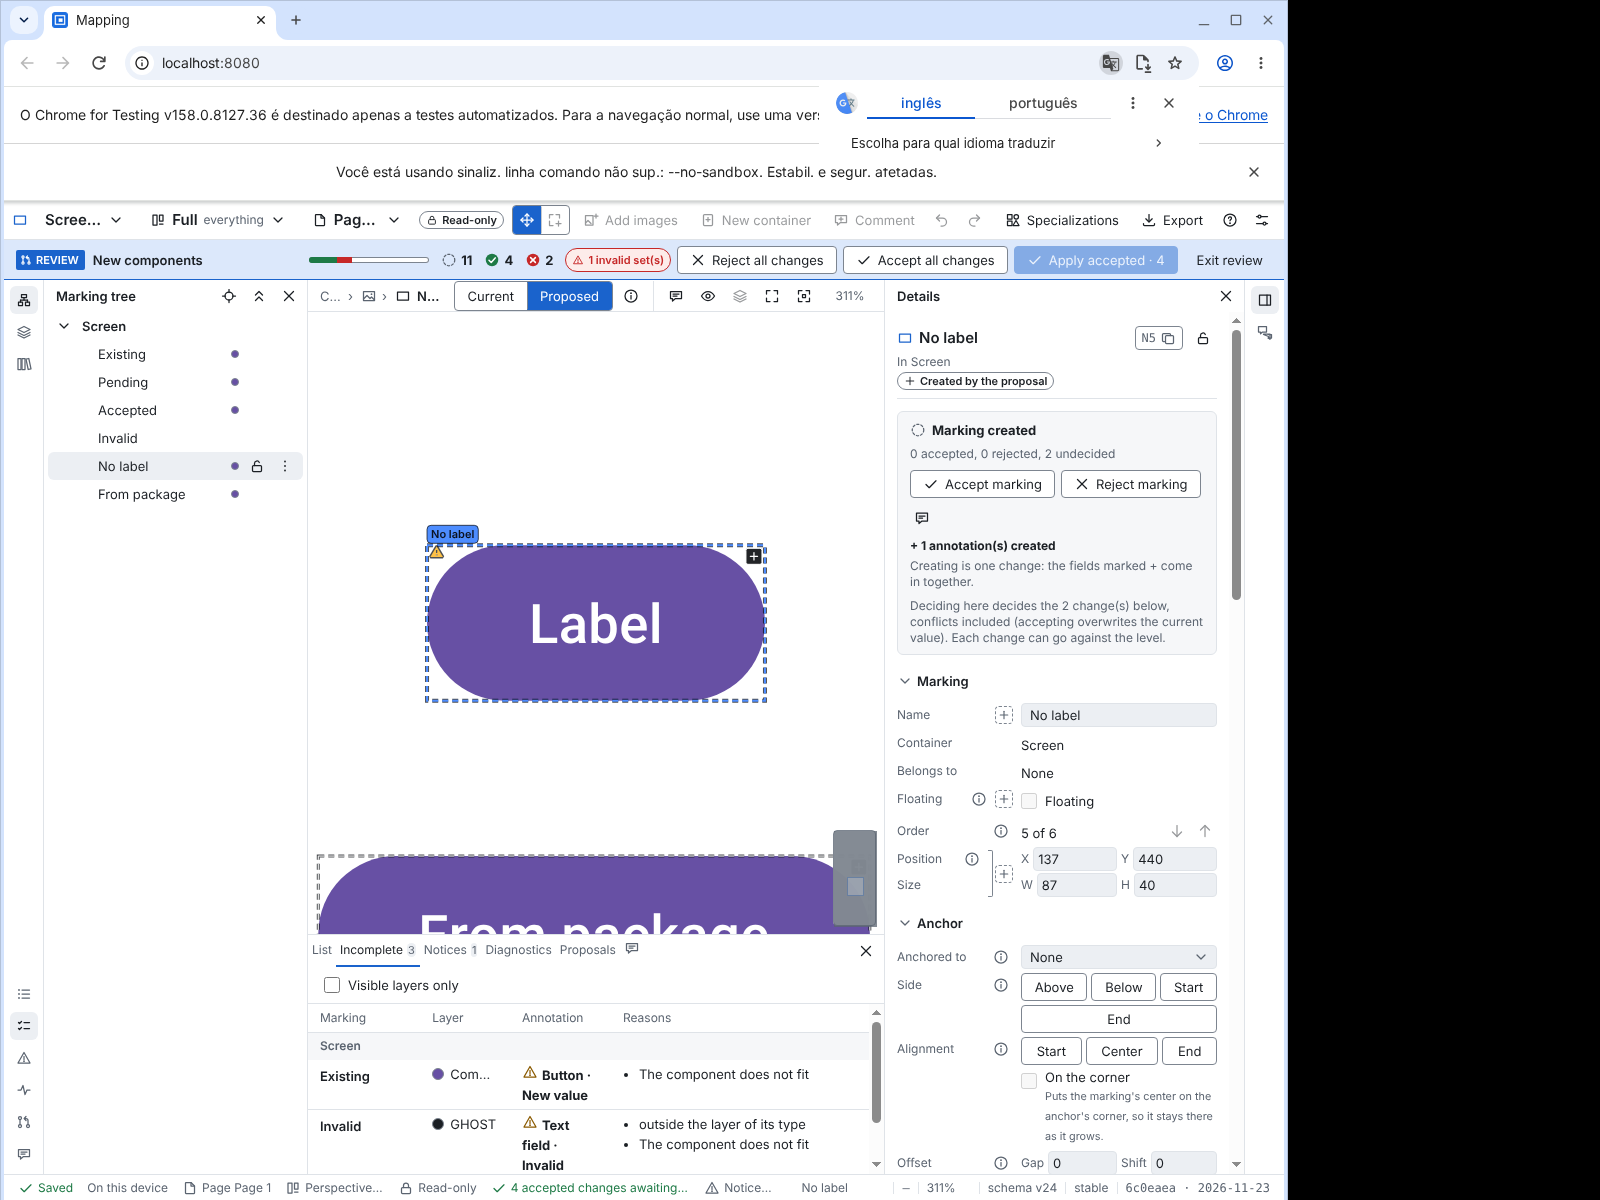 Mapping
localhost:8080
O Chrome for Testing v158.0.8127.36 é destinado apenas a testes automatizados. Para a navegação normal, use uma
o Chrome
inglês
português
Escolha para qual idioma traduzir
Você está usando sinaliz. linha comando não sup.: --no-sandbox. Estabil. e segur. afetadas.
Scree...
Full everything
Pag...
Read-only
Add images
New container
Comment
Specializations
Export
REVIEW
New components
11
4
2
1 invalid set(s)
Reject all changes
Accept all changes
Apply accepted · 4
Exit review
Marking tree
Screen
Existing
Pending
Accepted
Invalid
No label
From package
C... › › N...
Current
Proposed
311%
No label
Label
From package
List
Incomplete 3
Notices 1
Diagnostics
Proposals
Visible layers only
Marking Layer Annotation Reasons
Screen
Existing
Com...
Button ·
New value
• The component does not fit
Invalid
GHOST
Text
field ·
Invalid
• outside the layer of its type
• The component does not fit
Details
No label
N5
In Screen
Created by the proposal
Marking created
0 accepted, 0 rejected, 2 undecided
Accept marking
Reject marking
+ 1 annotation(s) created
Creating is one change: the fields marked + come
in together.
Deciding here decides the 2 change(s) below,
conflicts included (accepting overwrites the current
value). Each change can go against the level.
Marking
Name
No label
Container
Screen
Belongs to
None
Floating
Floating
Order
5 of 6
Position
X 137 Y 440
Size
W 87 H 40
Anchor
Anchored to
None
Side
Above
Below
Start
End
Alignment
Start
Center
End
On the corner
Puts the marking's center on the
anchor's corner, so it stays there
as it grows.
Offset
Gap 0 Shift 0
Saved
On this device
Page Page 1
Perspective...
Read-only
4 accepted changes awaiting...
Notice...
No label
– 311%
schema v24
stable
6c0eaea · 2026-11-23